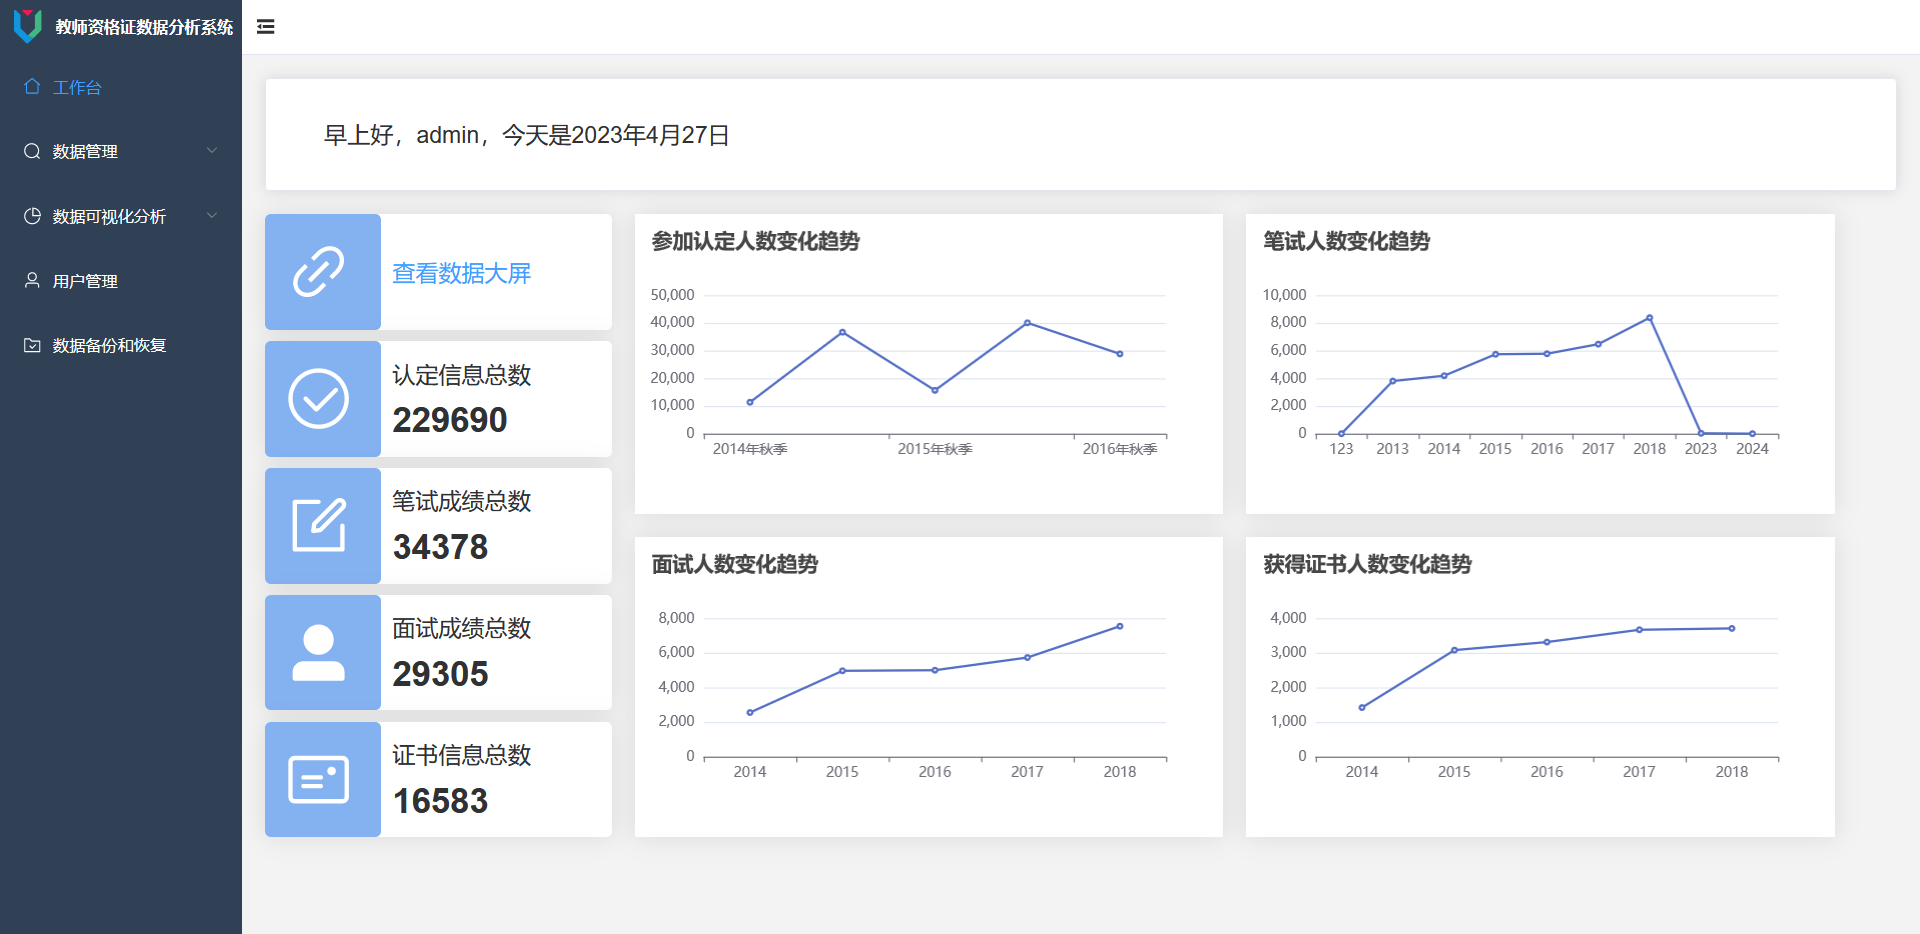 教师资格证数据分析系统
工作台
数据管理
数据可视化分析
用户管理
数据备份和恢复
早上好，admin，今天是2023年4月27日
查看数据大屏
认定信息总数
229690
笔试成绩总数
34378
面试成绩总数
29305
证书信息总数
16583
参加认定人数变化趋势
50,000
40,000
30,000
20,000
10,000
0
2014年秋季 2015年秋季 2016年秋季
笔试人数变化趋势
10,000
8,000
6,000
4,000
2,000
0
123 2013 2014 2015 2016 2017 2018 2023 2024
面试人数变化趋势
8,000
6,000
4,000
2,000
0
2014 2015 2016 2017 2018
获得证书人数变化趋势
4,000
3,000
2,000
1,000
0
2014 2015 2016 2017 2018